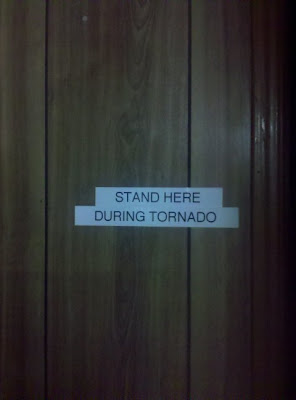 STAND HERE
DURING TORNADO